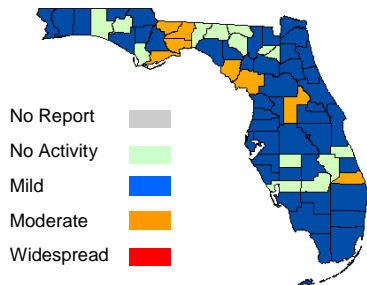 No Report
No Activity
Mild
Moderate
Widespread